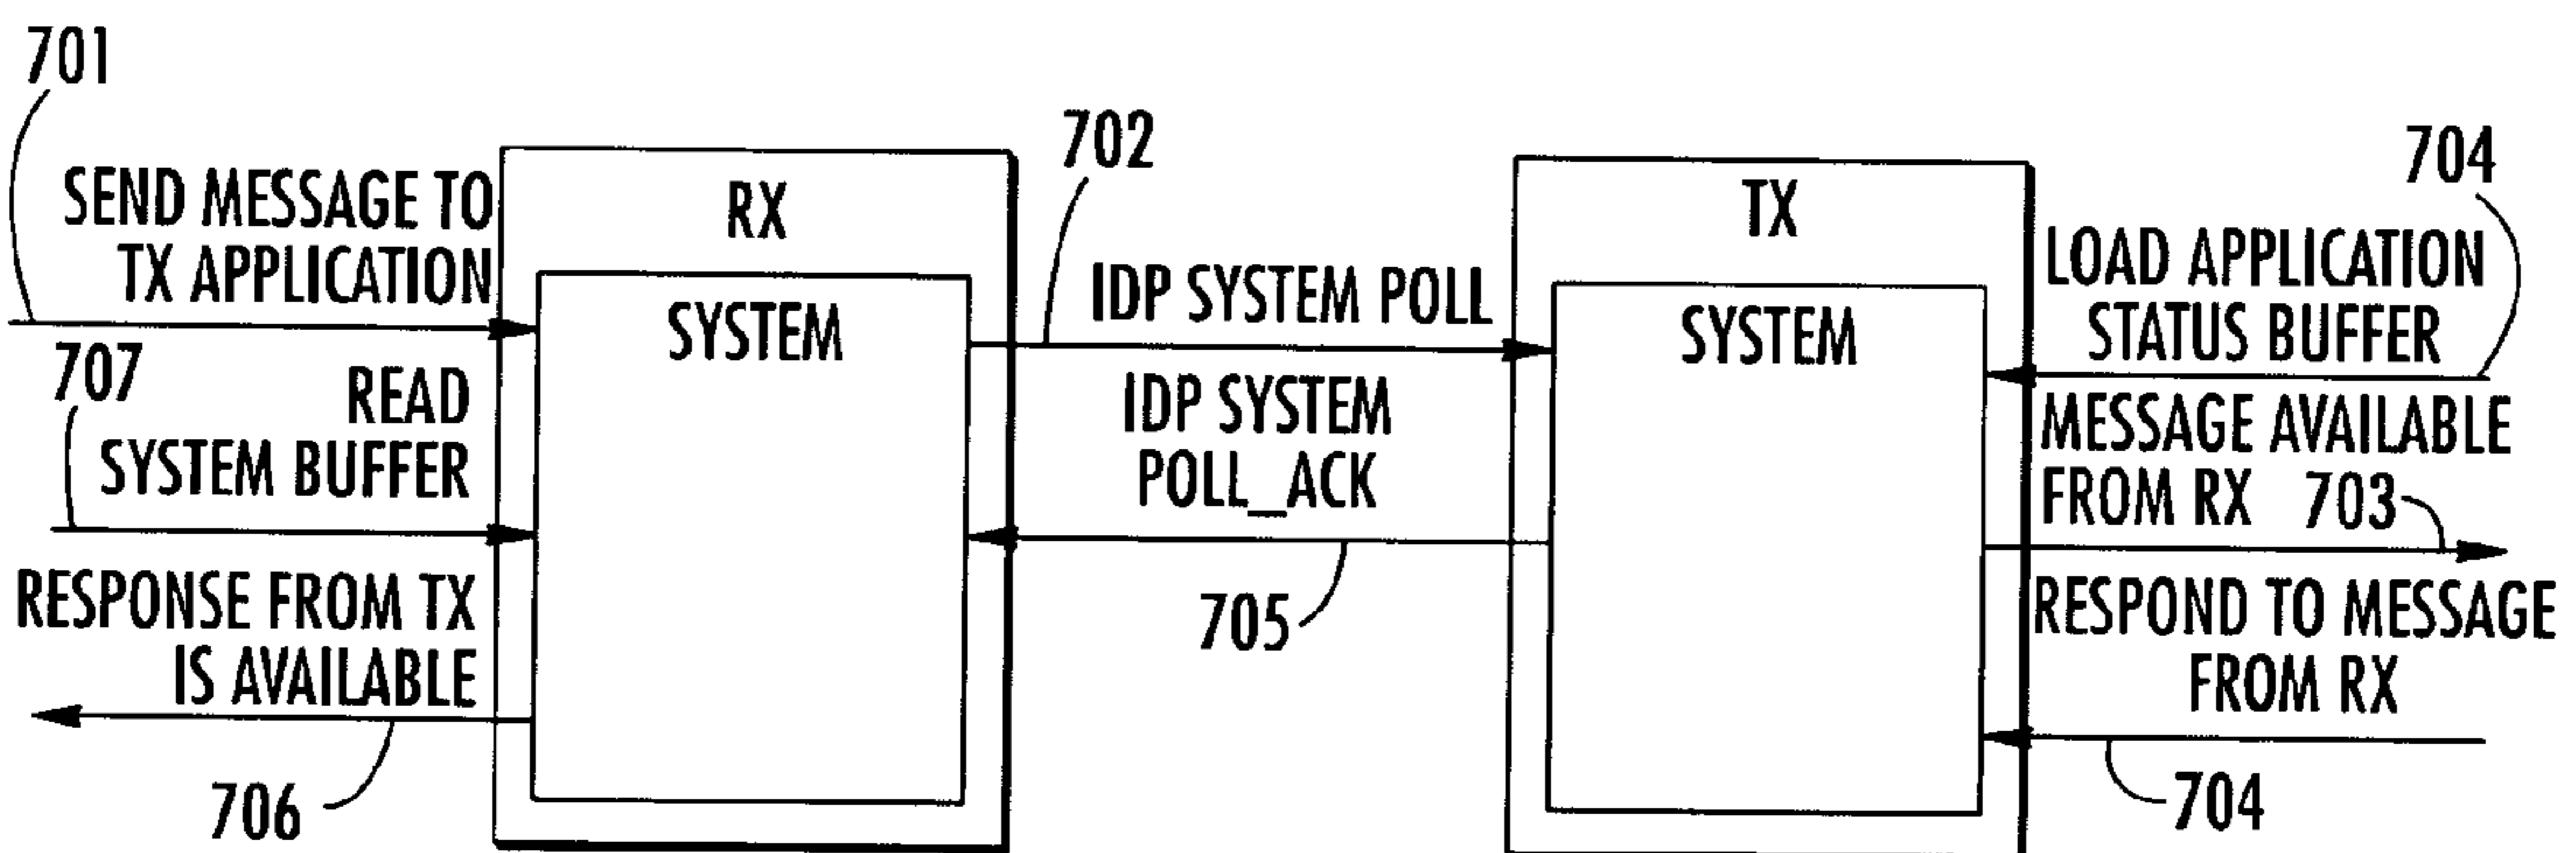 701
SEND MESSAGE TO
TX APPLICATION
707
READ
SYSTEM BUFFER
RESPONSE FROM TX
IS AVAILABLE
706
RX
SYSTEM
702
IDP SYSTEM POLL
IDP SYSTEM
POLL_ACK
705
TX
SYSTEM
704
LOAD APPLICATION
STATUS BUFFER
MESSAGE AVAILABLE
FROM RX 703
RESPOND TO MESSAGE
FROM RX
704